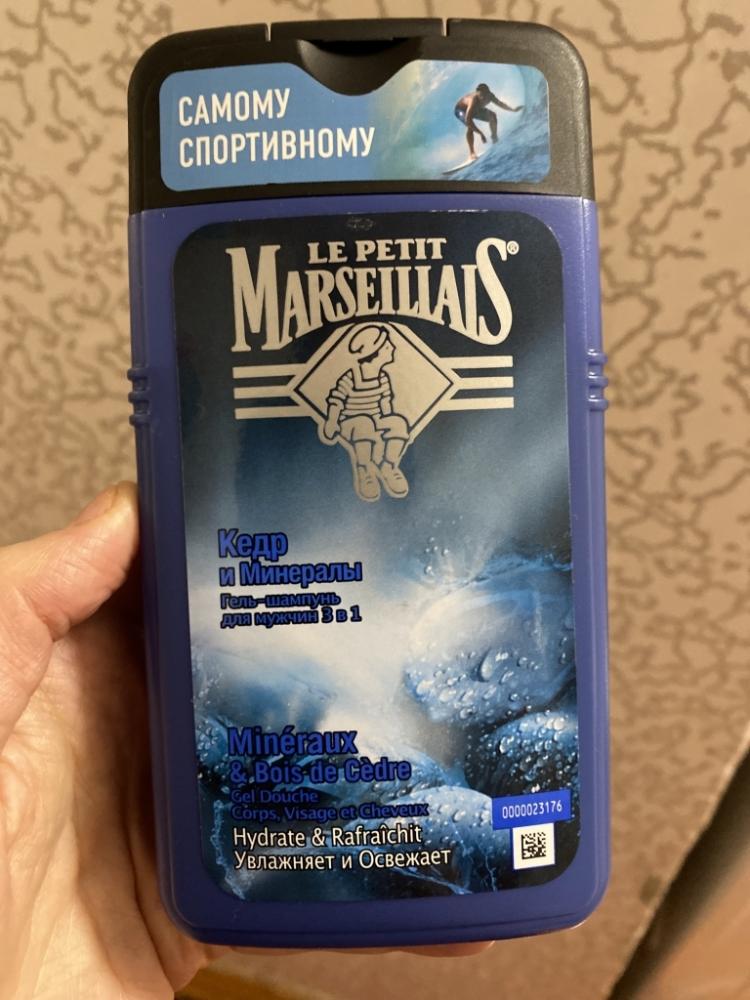 САМОМУ
СПОРТИВНОМУ
LE PETIT
MARSEILLAIS®
Кедр
и Минералы
Гель-шампунь
для мужчин 3 в 1
Minéraux
& Bois de Cèdre
Gel Douche
Corps, Visage et Cheveux
Hydrate & Rafraîchit
Увлажняет и Освежает
0000023176